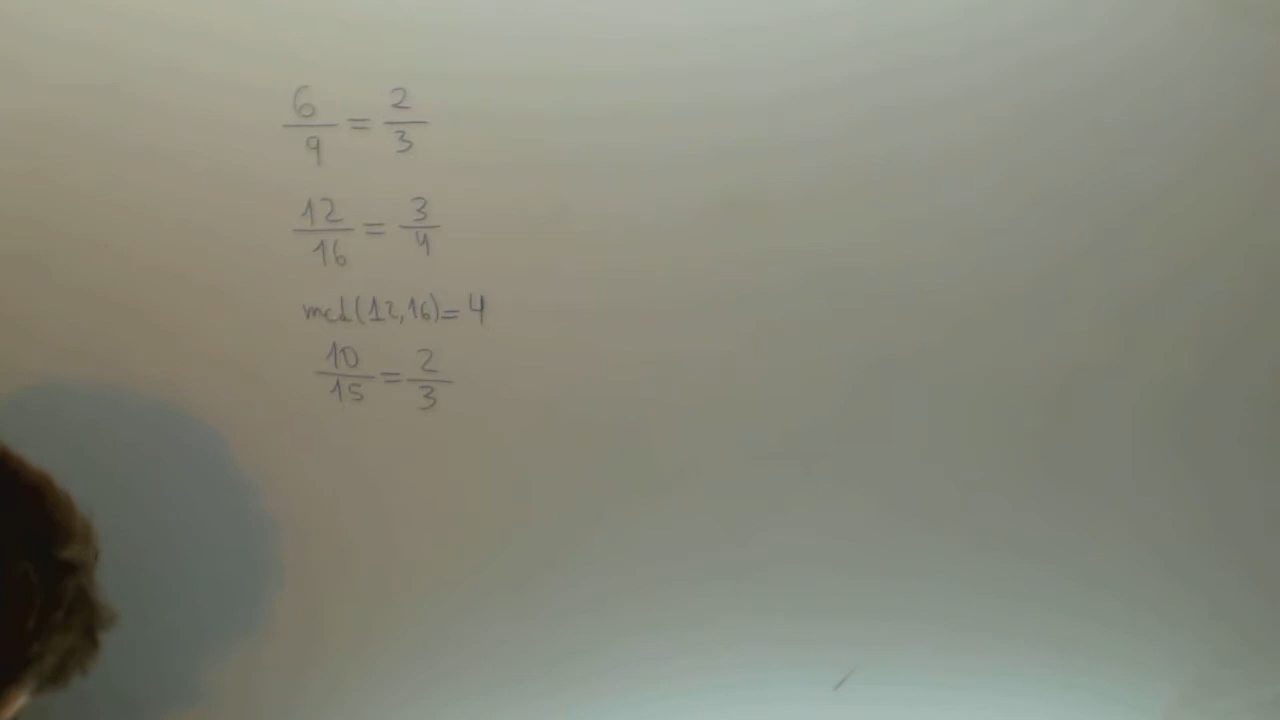 6/9 = 2/3
12/16 = 3/4
mcd(12,16)=4
10/15 = 2/3